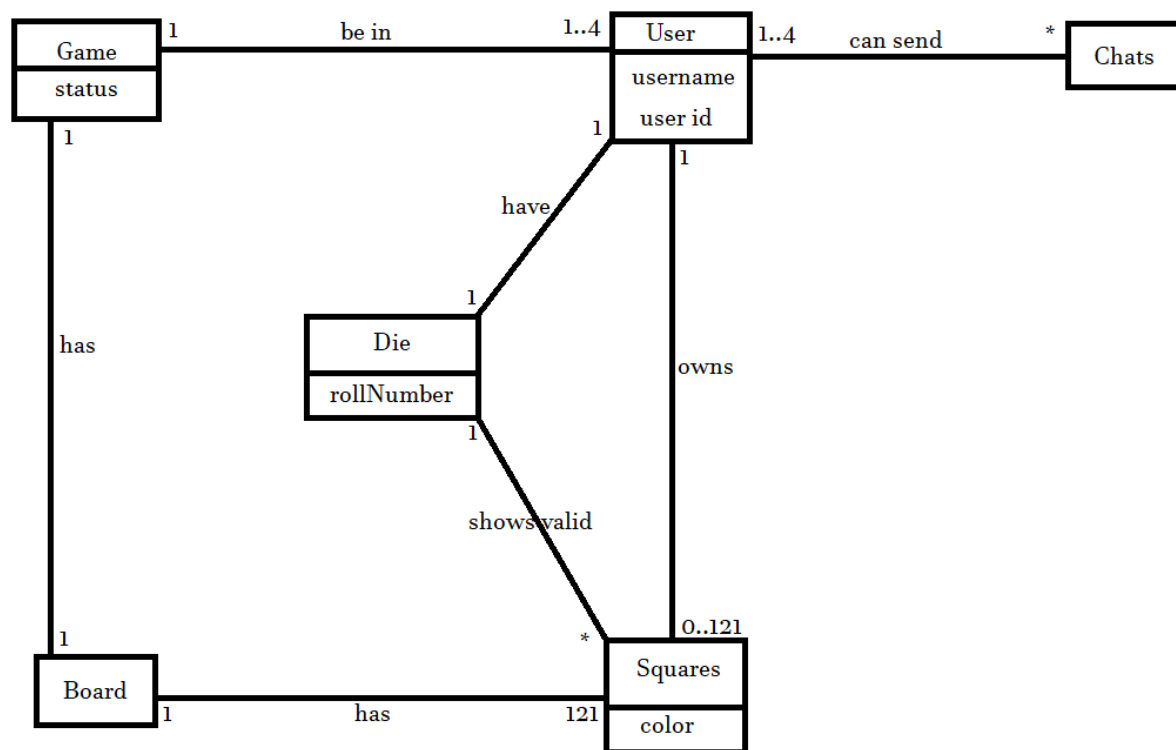 Game
status
1
be in
1..4
User
username
user id
1..4
can send
*
Chats
1
1
1
have
1
Die
rollNumber
1
has
owns
shows valid
*
0..121
1
Board
1
has
121
Squares
color